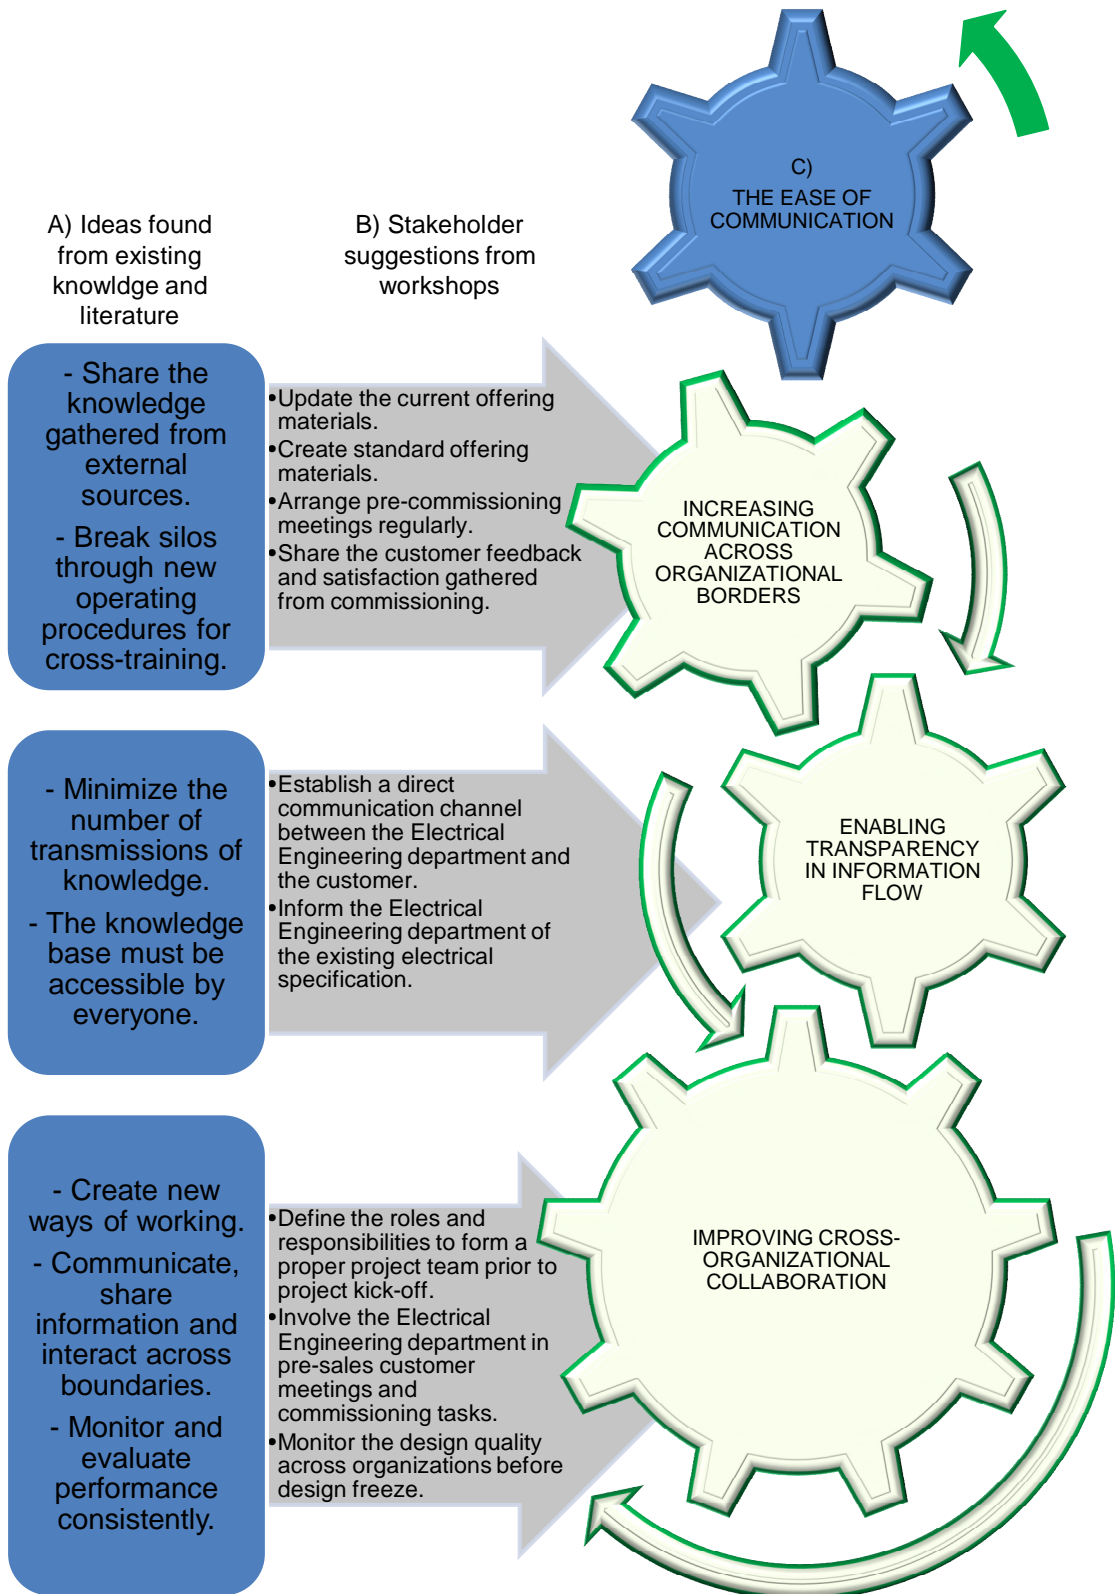 C)
THE EASE OF
COMMUNICATION
A) Ideas found
from existing
knowldge and
literature
B) Stakeholder
suggestions from
workshops
- Share the
knowledge
gathered from
external
sources.
- Break silos
through new
operating
procedures for
cross-training.
•Update the current offering
materials.
•Create standard offering
materials.
•Arrange pre-commissioning
meetings regularly.
•Share the customer feedback
and satisfaction gathered
from commissioning.
INCREASING
COMMUNICATION
ACROSS
ORGANIZATIONAL
BORDERS
- Minimize the
number of
transmissions of
knowledge.
- The knowledge
base must be
accessible by
everyone.
•Establish a direct
communication channel
between the Electrical
Engineering department and
the customer.
•Inform the Electrical
Engineering department of
the existing electrical
specification.
ENABLING
TRANSPARENCY
IN INFORMATION
FLOW
- Create new
ways of working.
- Communicate,
share
information and
interact across
boundaries.
- Monitor and
evaluate
performance
consistently.
•Define the roles and
responsibilities to form a
proper project team prior to
project kick-off.
•Involve the Electrical
Engineering department in
pre-sales customer
meetings and
commissioning tasks.
•Monitor the design quality
across organizations before
design freeze.
IMPROVING CROSS-
ORGANIZATIONAL
COLLABORATION